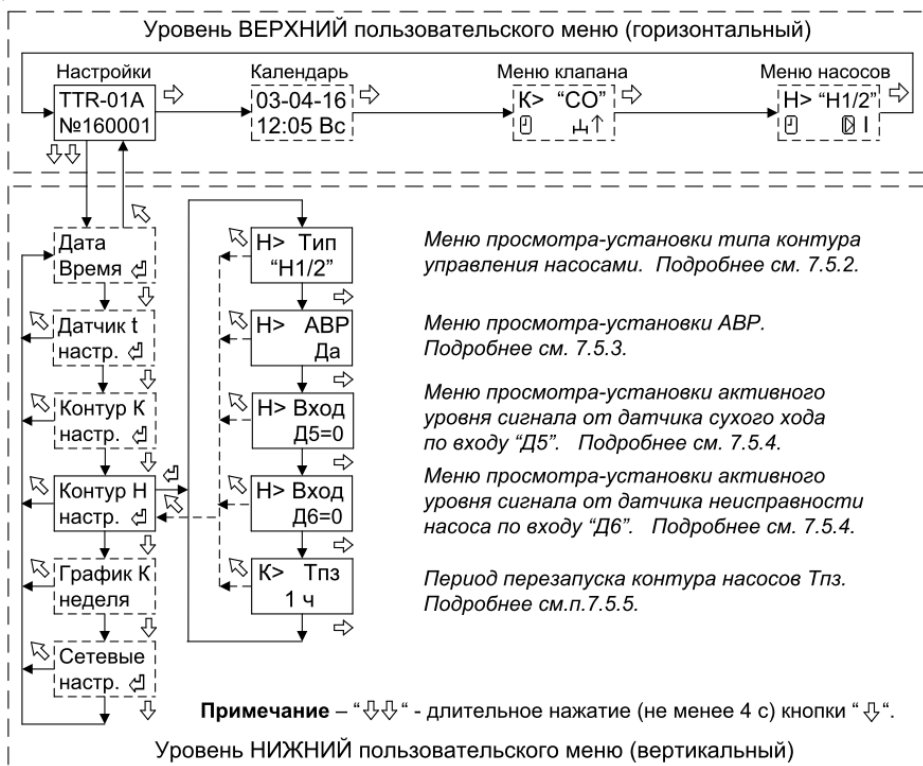 Уровень ВЕРХНИЙ пользовательского меню (горизонтальный)
Настройки
TTR-01A
№160001
Календарь
03-04-16
12:05 Вс
Меню клапана
К> “СО”
Меню насосов
Н> “Н1/2”
I
Дата
Время
Датчик t
настр.
Контур К
настр.
Контур Н
настр.
График К
неделя
Сетевые
настр.
Н> Тип
“Н1/2”
Меню просмотра-установки типа контура
управления насосами. Подробнее см. 7.5.2.
Н> АВР
Да
Меню просмотра-установки АВР.
Подробнее см. 7.5.3.
Н> Вход
Д5=0
Меню просмотра-установки активного
уровня сигнала от датчика сухого хода
по входу “Д5”. Подробнее см. 7.5.4.
Н> Вход
Д6=0
Меню просмотра-установки активного
уровня сигнала от датчика неисправности
насоса по входу “Д6”. Подробнее см. 7.5.4.
К> Тпз
1 ч
Период перезапуска контура насосов Тпз.
Подробнее см.п.7.5.5.
Примечание – “⇩⇩“ - длительное нажатие (не менее 4 с) кнопки “⇩“.
Уровень НИЖНИЙ пользовательского меню (вертикальный)